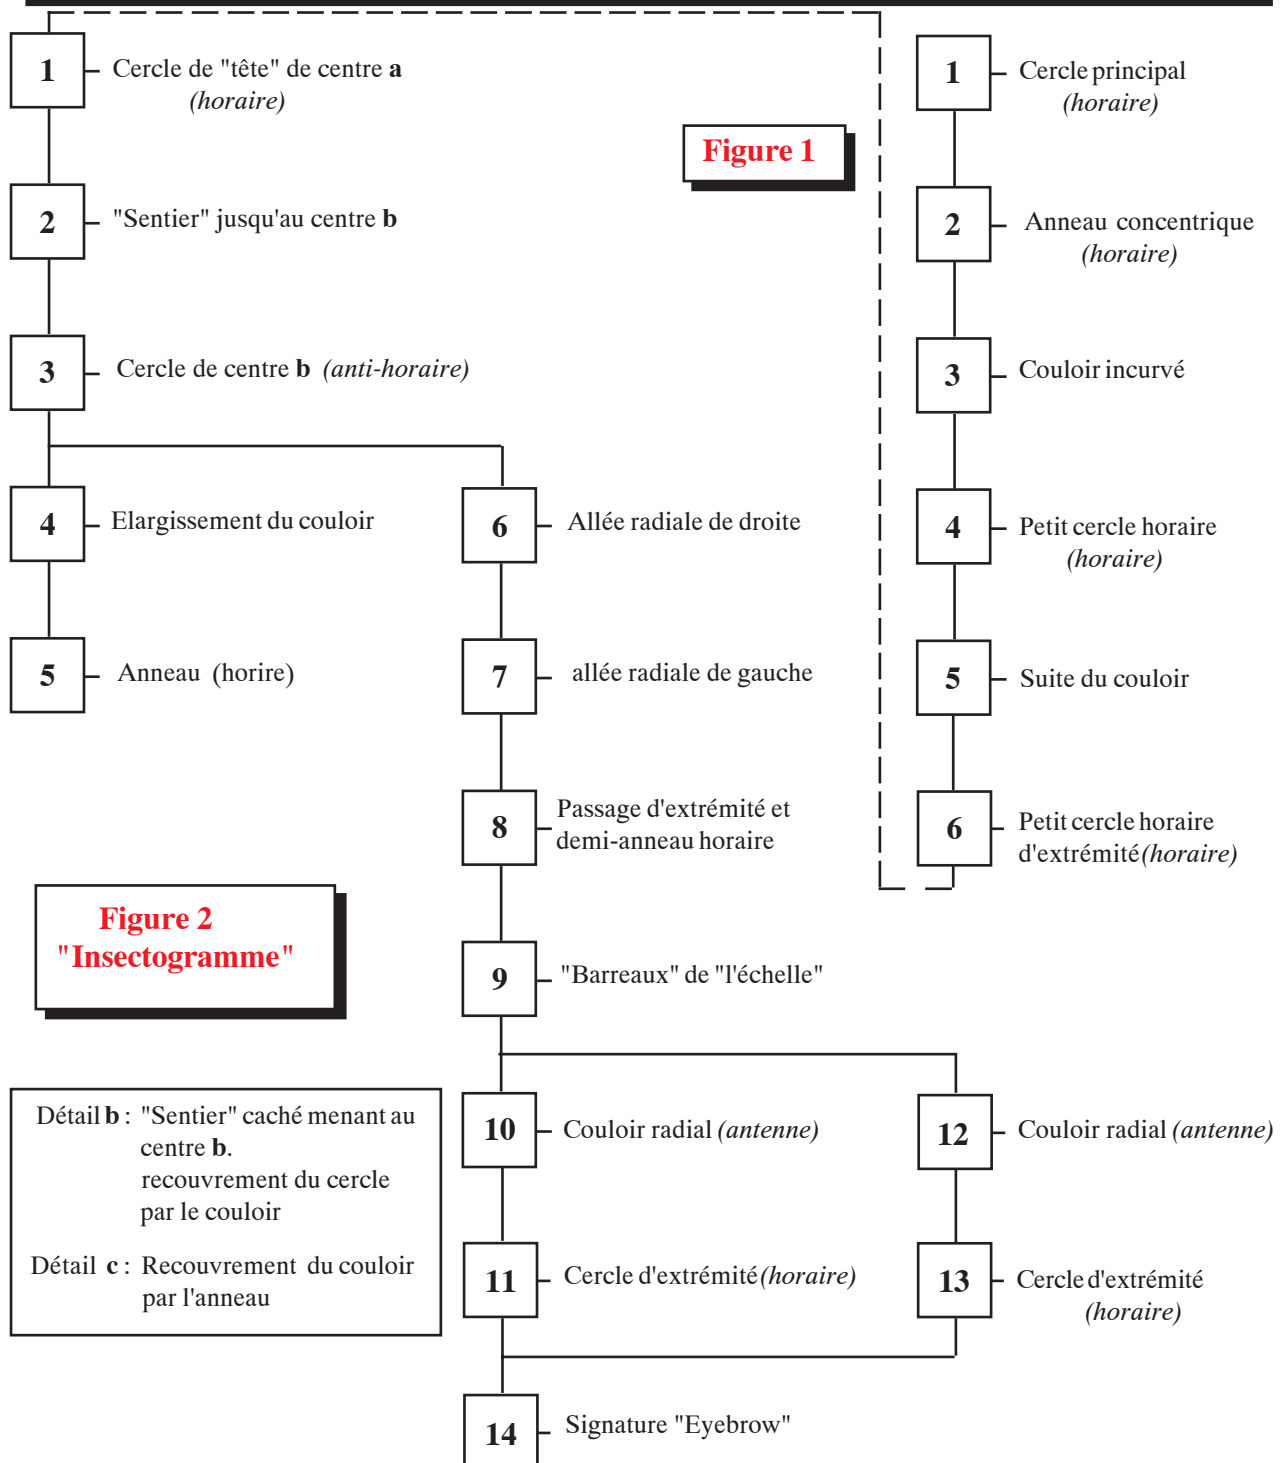 1
Cercle de "tête" de centre a
(horaire)
2
"Sentier" jusqu'au centre b
3
Cercle de centre b (anti-horaire)
4
Elargissement du couloir
5
Anneau (horire)
6
Allée radiale de droite
7
allée radiale de gauche
8
Passage d'extrémité et
demi-anneau horaire
9
"Barreaux" de "l'échelle"
10
Couloir radial (antenne)
11
Cercle d'extrémité (horaire)
12
Couloir radial (antenne)
13
Cercle d'extrémité
(horaire)
14
Signature "Eyebrow"
Figure 1
1
Cercle principal
(horaire)
2
Anneau concentrique
(horaire)
3
Couloir incurvé
4
Petit cercle horaire
(horaire)
5
Suite du couloir
6
Petit cercle horaire
d'extrémité (horaire)
Figure 2
"Insectogramme"
Détail b : "Sentier" caché menant au
centre b.
recouvrement du cercle
par le couloir
Détail c : Recouvrement du couloir
par l'anneau